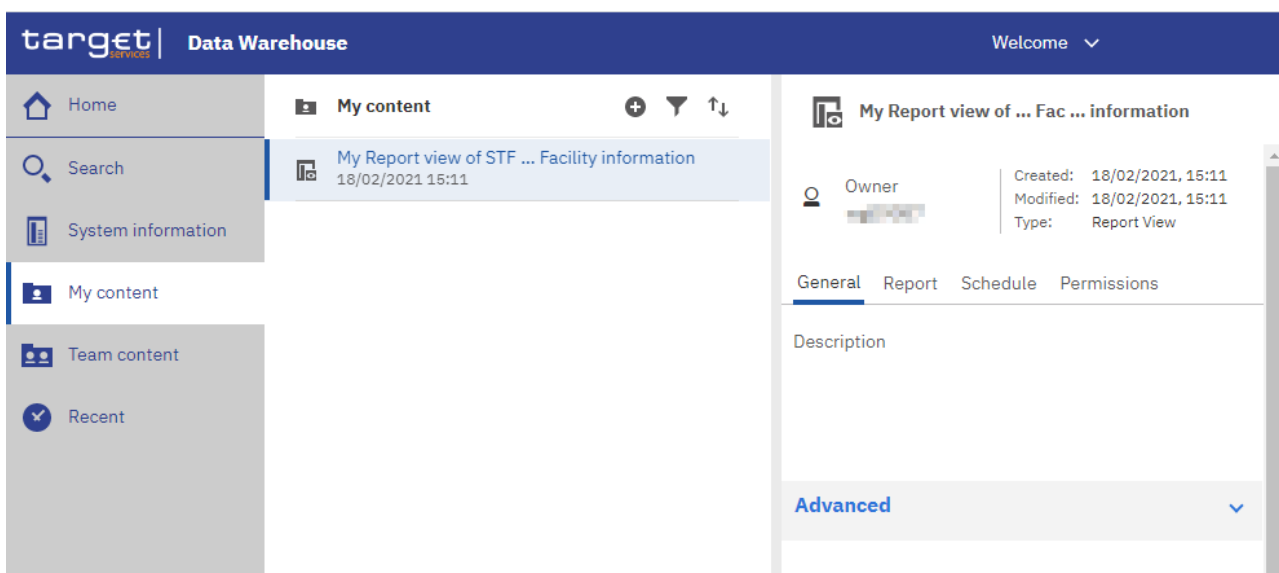 target services | Data Warehouse
Welcome
Home
Search
System information
My content
Team content
Recent
My content
My Report view of STF ... Facility information
18/02/2021 15:11
My Report view of ... Fac ... information
Owner
Created: 18/02/2021, 15:11
Modified: 18/02/2021, 15:11
Type: Report View
General Report Schedule Permissions
Description
Advanced